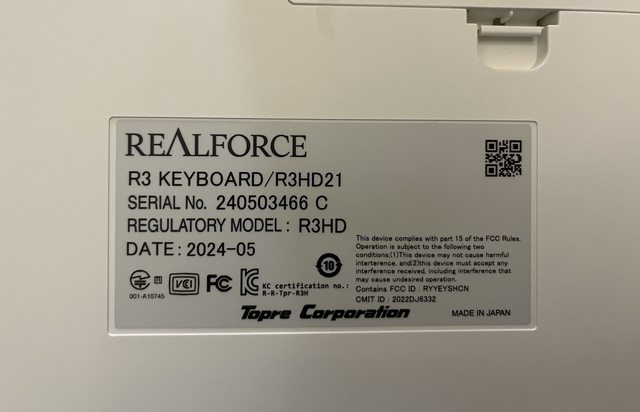 REALFORCE
R3 KEYBOARD/R3HD21
SERIAL No. 240503466 C
REGULATORY MODEL : R3HD
DATE : 2024-05
This device complies with part 15 of the FCC Rules.
Operation is subject to the following two
conditions;(1)This device may not cause harmful
interference, and(2)this device must accept any
interference received, including interference that
may cause undesired operation.
Contains FCC ID : RYYEYSHCN
CMIT ID : 2022DJ6332
10
R
VCI
FC
KC certification no.:
R-R-Tpr-R3H
001-A10745
Topre Corporation
MADE IN JAPAN